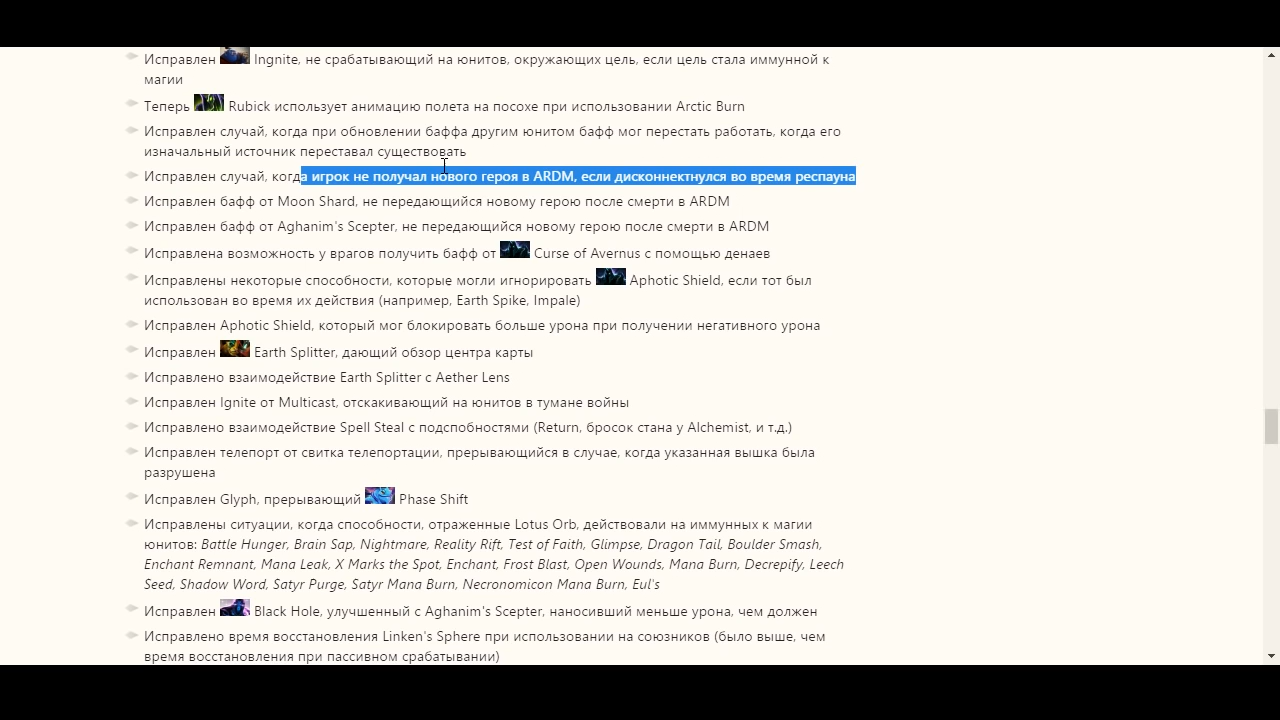 Исправлен Ingnite, не срабатывающий на юнитов, окружающих цель, если цель стала иммунной к
магии
Теперь Rubick использует анимацию полета на посохе при использовании Arctic Burn
Исправлен случай, когда при обновлении баффа другим юнитом бафф мог перестать работать, когда его
изначальный источник переставал существовать
Исправлен случай, когда игрок не получал нового героя в ARDM, если дисконнектнулся во время респауна
Исправлен бафф от Moon Shard, не передающийся новому герою после смерти в ARDM
Исправлен бафф от Aghanim's Scepter, не передающийся новому герою после смерти в ARDM
Исправлена возможность у врагов получить бафф от Curse of Avernus с помощью денаев
Исправлены некоторые способности, которые могли игнорировать Aphotic Shield, если тот был
использован во время их действия (например, Earth Spike, Impale)
Исправлен Aphotic Shield, который мог блокировать больше урона при получении негативного урона
Исправлен Earth Splitter, дающий обзор центра карты
Исправлено взаимодействие Earth Splitter с Aether Lens
Исправлен Ignite от Multicast, отскакивающий на юнитов в тумане войны
Исправлено взаимодействие Spell Steal с подспобностями (Return, бросок стана у Alchemist, и т.д.)
Исправлен телепорт от свитка телепортации, прерывающийся в случае, когда указанная вышка была
разрушена
Исправлен Glyph, прерывающий Phase Shift
Исправлены ситуации, когда способности, отраженные Lotus Orb, действовали на иммунных к магии
юнитов: Battle Hunger, Brain Sap, Nightmare, Reality Rift, Test of Faith, Glimpse, Dragon Tail, Boulder Smash,
Enchant Remnant, Mana Leak, X Marks the Spot, Enchant, Frost Blast, Open Wounds, Mana Burn, Decrepify, Leech
Seed, Shadow Word, Satyr Purge, Satyr Mana Burn, Necronomicon Mana Burn, Eul's
Исправлен Black Hole, улучшенный с Aghanim's Scepter, наносивший меньше урона, чем должен
Исправлено время восстановления Linken's Sphere при использовании на союзников (было выше, чем
время восстановления при пассивном срабатывании)